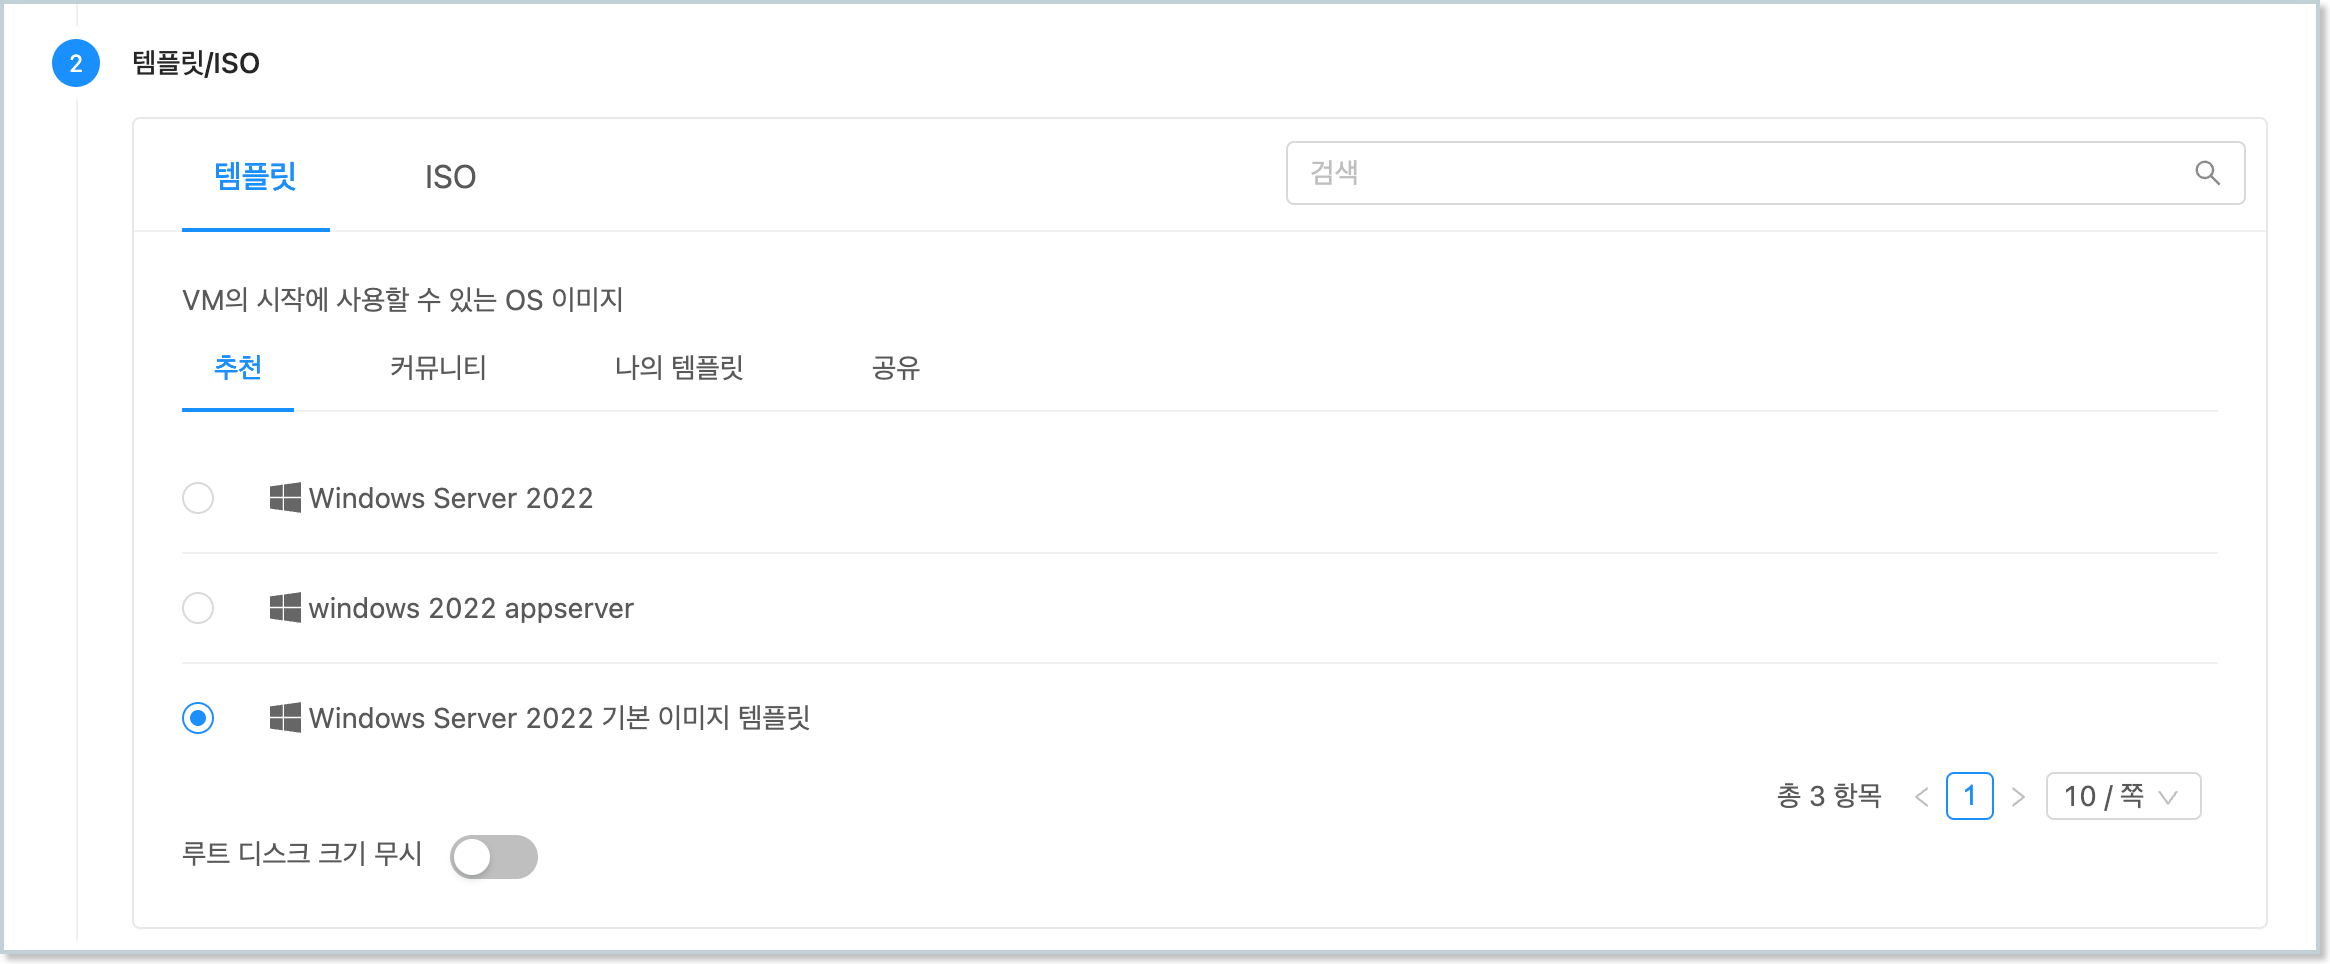 2 템플릿/ISO
템플릿 ISO 검색
VM의 시작에 사용할 수 있는 OS 이미지
추천 커뮤니티 나의 템플릿 공유
Windows Server 2022
windows 2022 appserver
Windows Server 2022 기본 이미지 템플릿
총 3 항목 < 1 > 10 / 쪽
루트 디스크 크기 무시